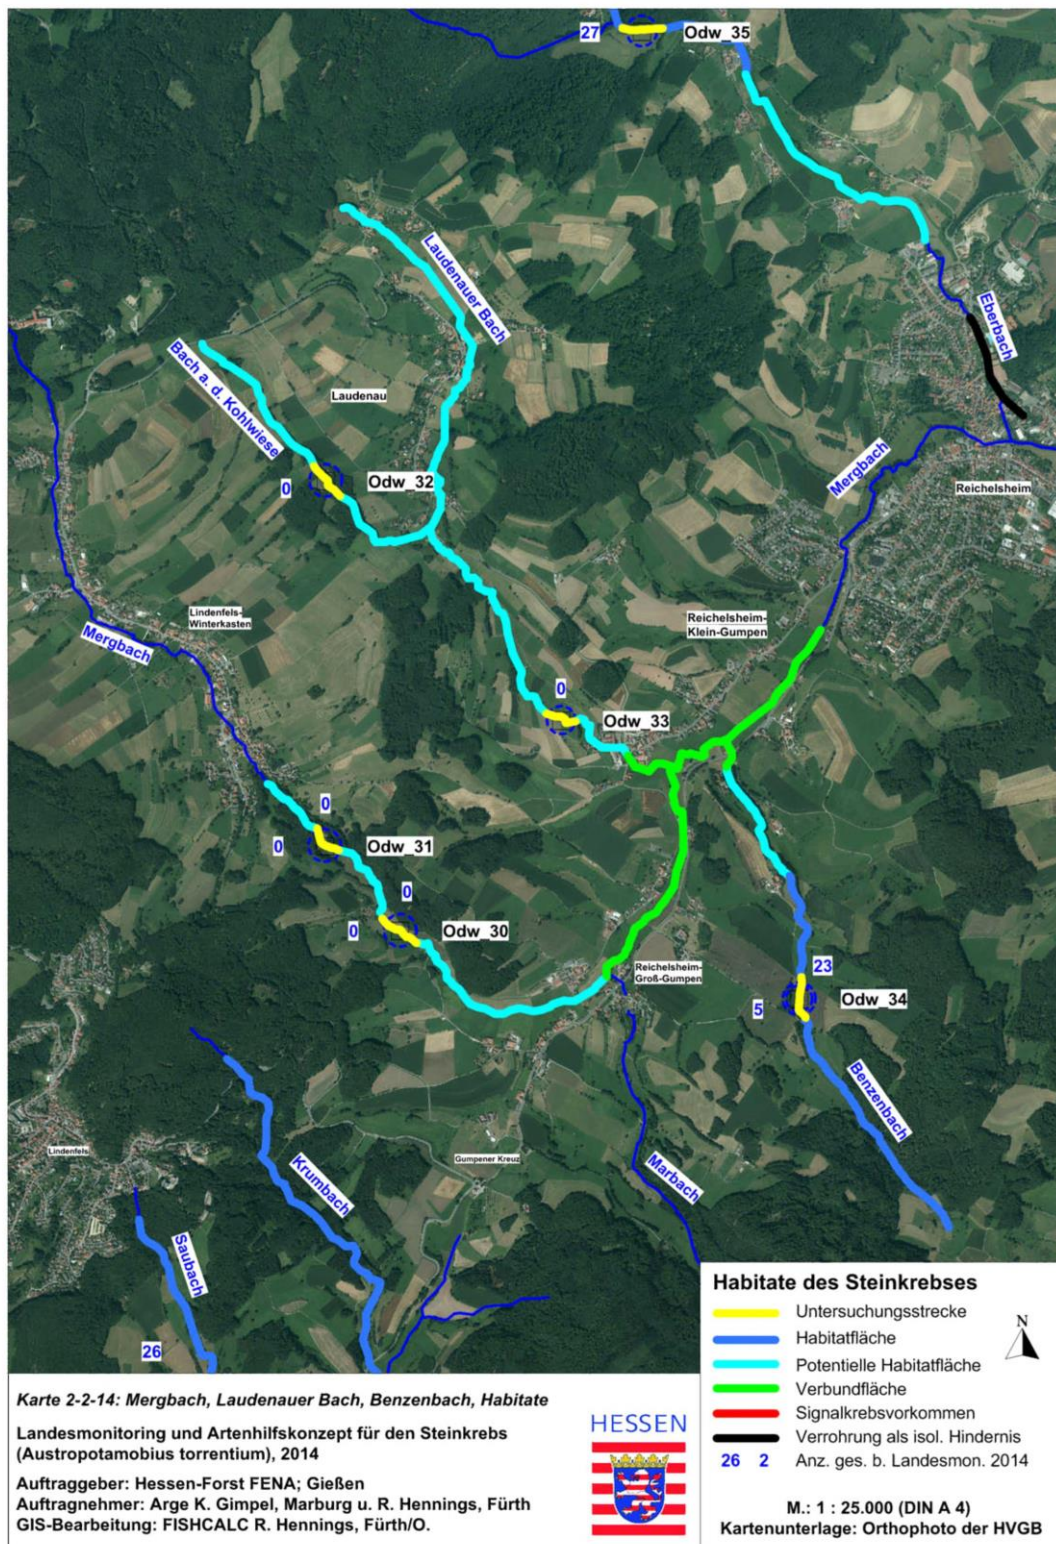 27
Odw_35
Laudenauer Bach
Eberbach
Bach a. d. Kohlwiese
Laudenau
Mergbach
Odw_32
0
Reichelsheim
Lindenfels-
Winterkasten
Reichelsheim-
Klein-Gumpen
Mergbach
0
Odw_33
0
0
Odw_31
0
0
Odw_30
Reichelsheim-
Groß-Gumpen
23
5
Odw_34
Benzenbach
Lindenfels
Gumpener Kreuz
Krumbach
Marbach
Saubach
26
Habitate des Steinkrebses
Untersuchungsstrecke
Habitatfläche
N
Potentielle Habitatfläche
Verbundfläche
Signalkrebsvorkommen
Verrohrung als isol. Hindernis
26 2 Anz. ges. b. Landesmon. 2014
M.: 1 : 25.000 (DIN A 4)
Kartenunterlage: Orthophoto der HVGB
Karte 2-2-14: Mergbach, Laudenauer Bach, Benzenbach, Habitate
Landesmonitoring und Artenhilfskonzept für den Steinkrebs
(Austropotamobius torrentium), 2014
Auftraggeber: Hessen-Forst FENA; Gießen
Auftragnehmer: Arge K. Gimpel, Marburg u. R. Hennings, Fürth
GIS-Bearbeitung: FISHCALC R. Hennings, Fürth/O.
HESSEN